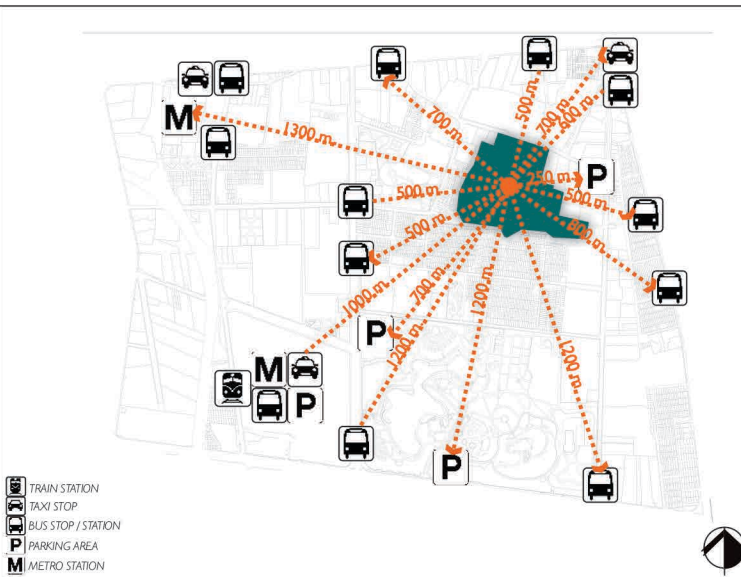 M
1300 m.
700 m.
500 m.
700 m.
250 m.
P
500 m.
800 m.
500 m.
500 m.
1000 m.
700 m.
1200 m.
1200 m.
1200 m.
P
M
P
P
TRAIN STATION
TAXI STOP
BUS STOP / STATION
P PARKING AREA
M METRO STATION